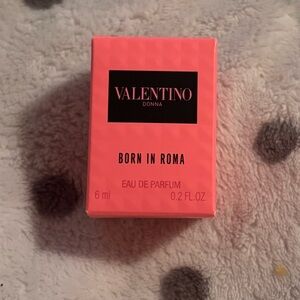 VALENTINO
DONNA
BORN IN ROMA
EAU DE PARFUM
6 ml 0.2 FL.OZ